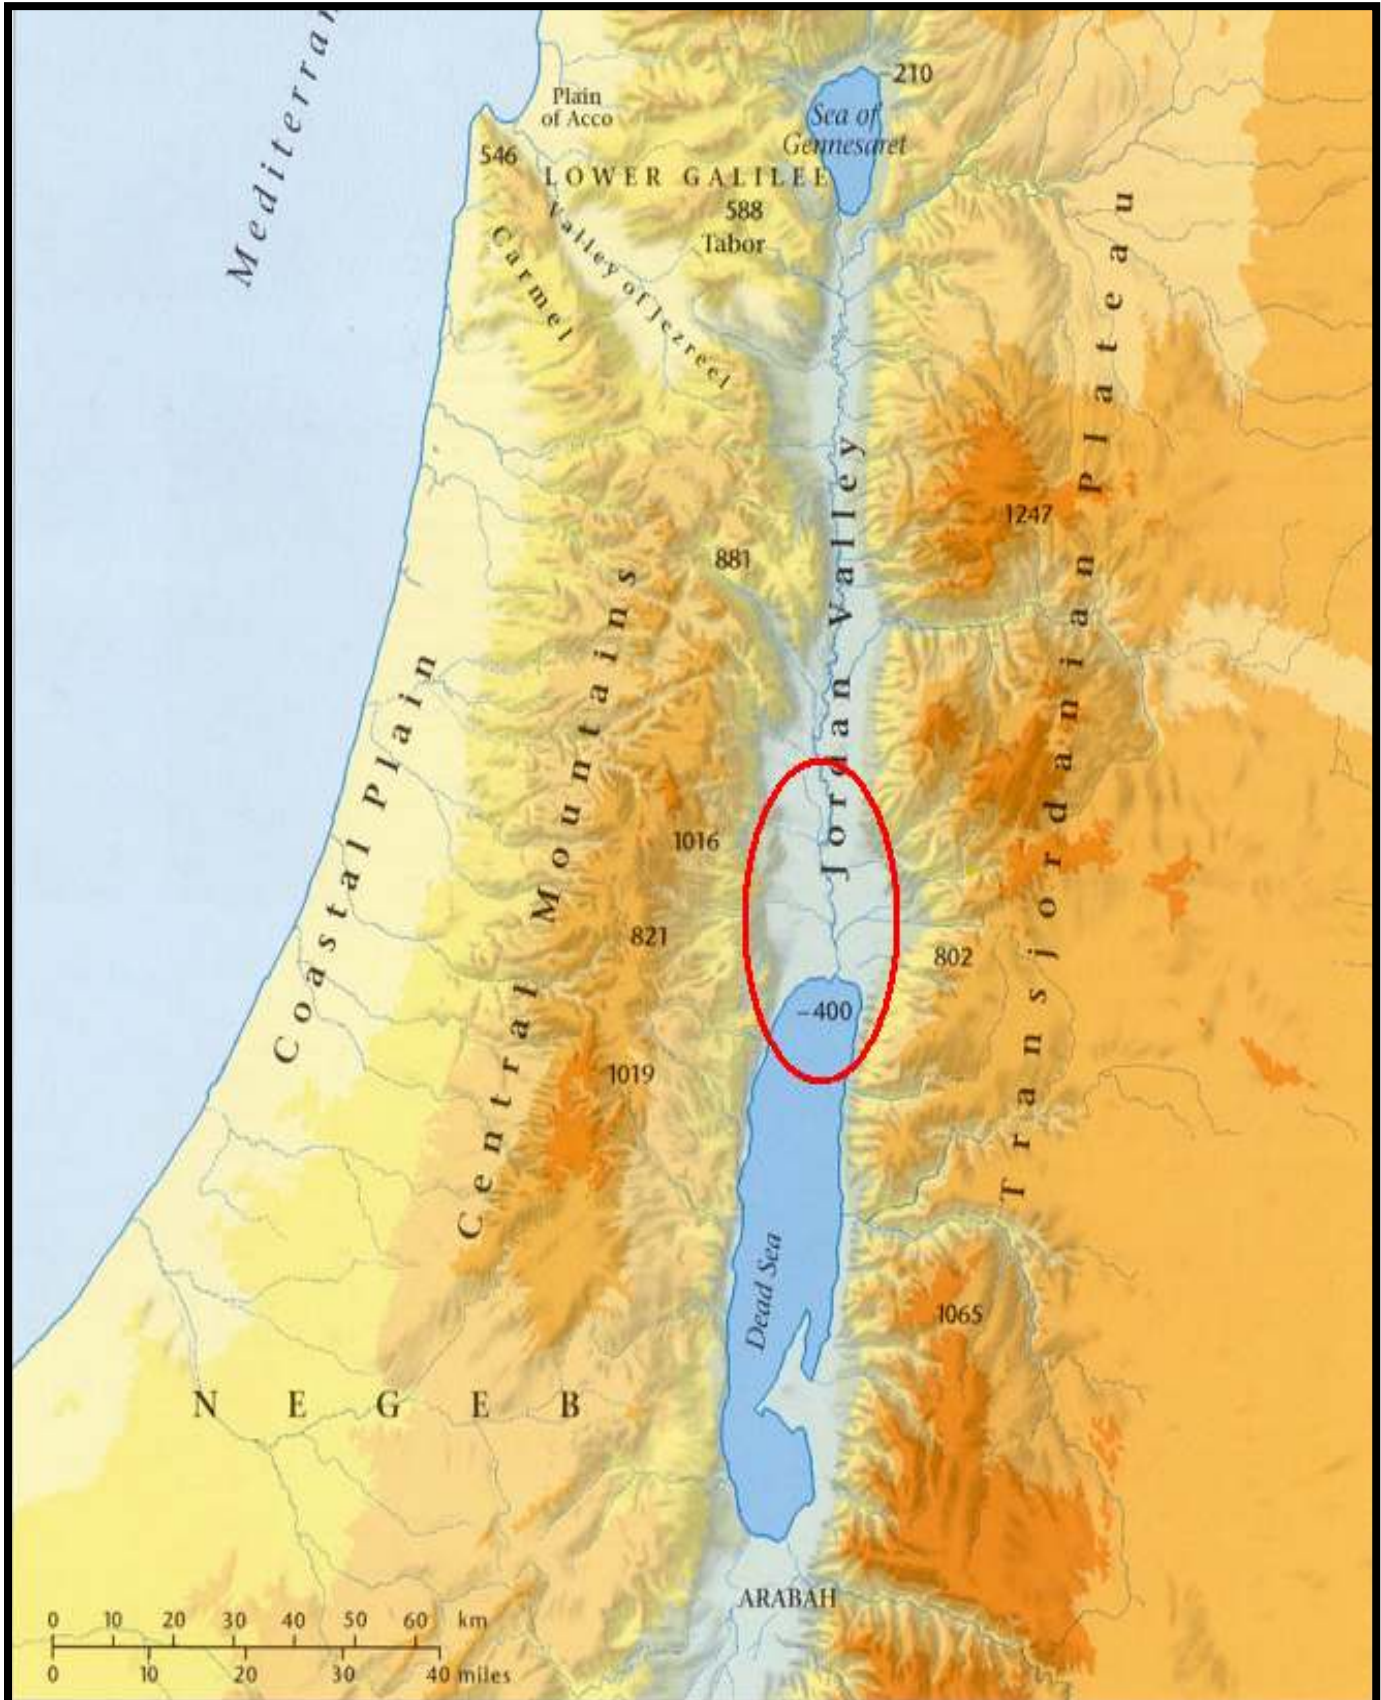 Mediterran
210
Plain
of Acco
Sea of
Gennesaret
546
LOWER GALILEE
588
Tabor
Valley of Jezreel
Carmel
Transjordanian Plateau
Jordan Valley
1247
881
Central Mountains
Coastal Plain
1016
821
802
–400
1019
Dead Sea
1065
NEGEB
ARABAH
0 10 20 30 40 50 60 km
0 10 20 30 40 miles